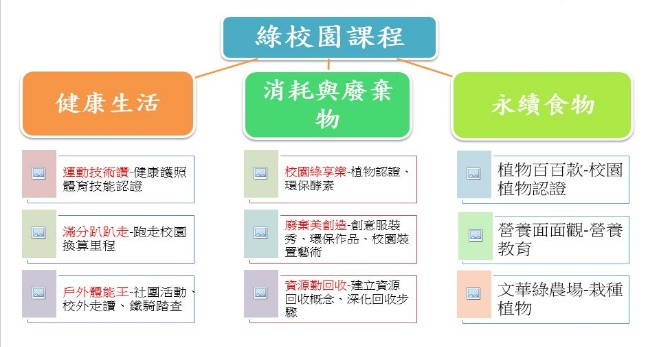 綠校園課程
健康生活
運動技術讚-健康護照
體育技能認證
滿分趴趴走-跑走校園
換算里程
戶外體能王-社團活動、
校外走讀、鐵騎踏查
消耗與廢棄
物
校園綠享樂-植物認證、
環保酵素
廢棄美創造-創意服裝
秀、環保作品、校園裝
置藝術
資源勤回收-建立資源
回收概念、深化回收步
驟
永續食物
植物百百款-校園
植物認證
營養面面觀-營養
教育
文華綠農場-栽種
植物